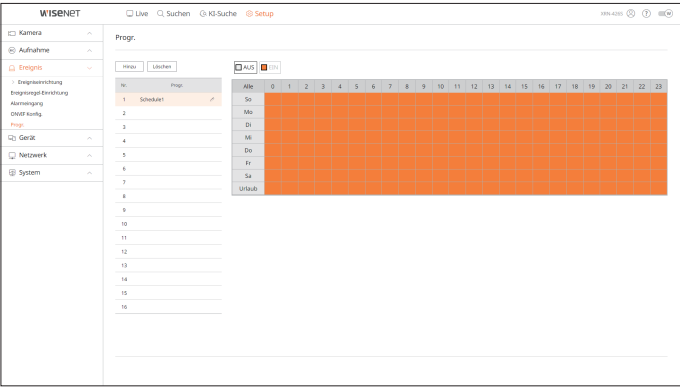 WISENET
Live Suchen KI-Suche Setup
XRN-426S ? W
Kamera
Aufnahme
Ereignis
Ereigniseinrichtung
Ereignisregel-Einrichtung
Alarmeingang
ONVIF Konfig.
Progr.
Gerät
Netzwerk
System
Progr.
Hinzu Löschen
Nr. Progr.
1 Schedule1
2
3
4
5
6
7
8
9
10
11
12
13
14
15
16
AUS EIN
Alle 0 1 2 3 4 5 6 7 8 9 10 11 12 13 14 15 16 17 18 19 20 21 22 23
So
Mo
Di
Mi
Do
Fr
Sa
Urlaub